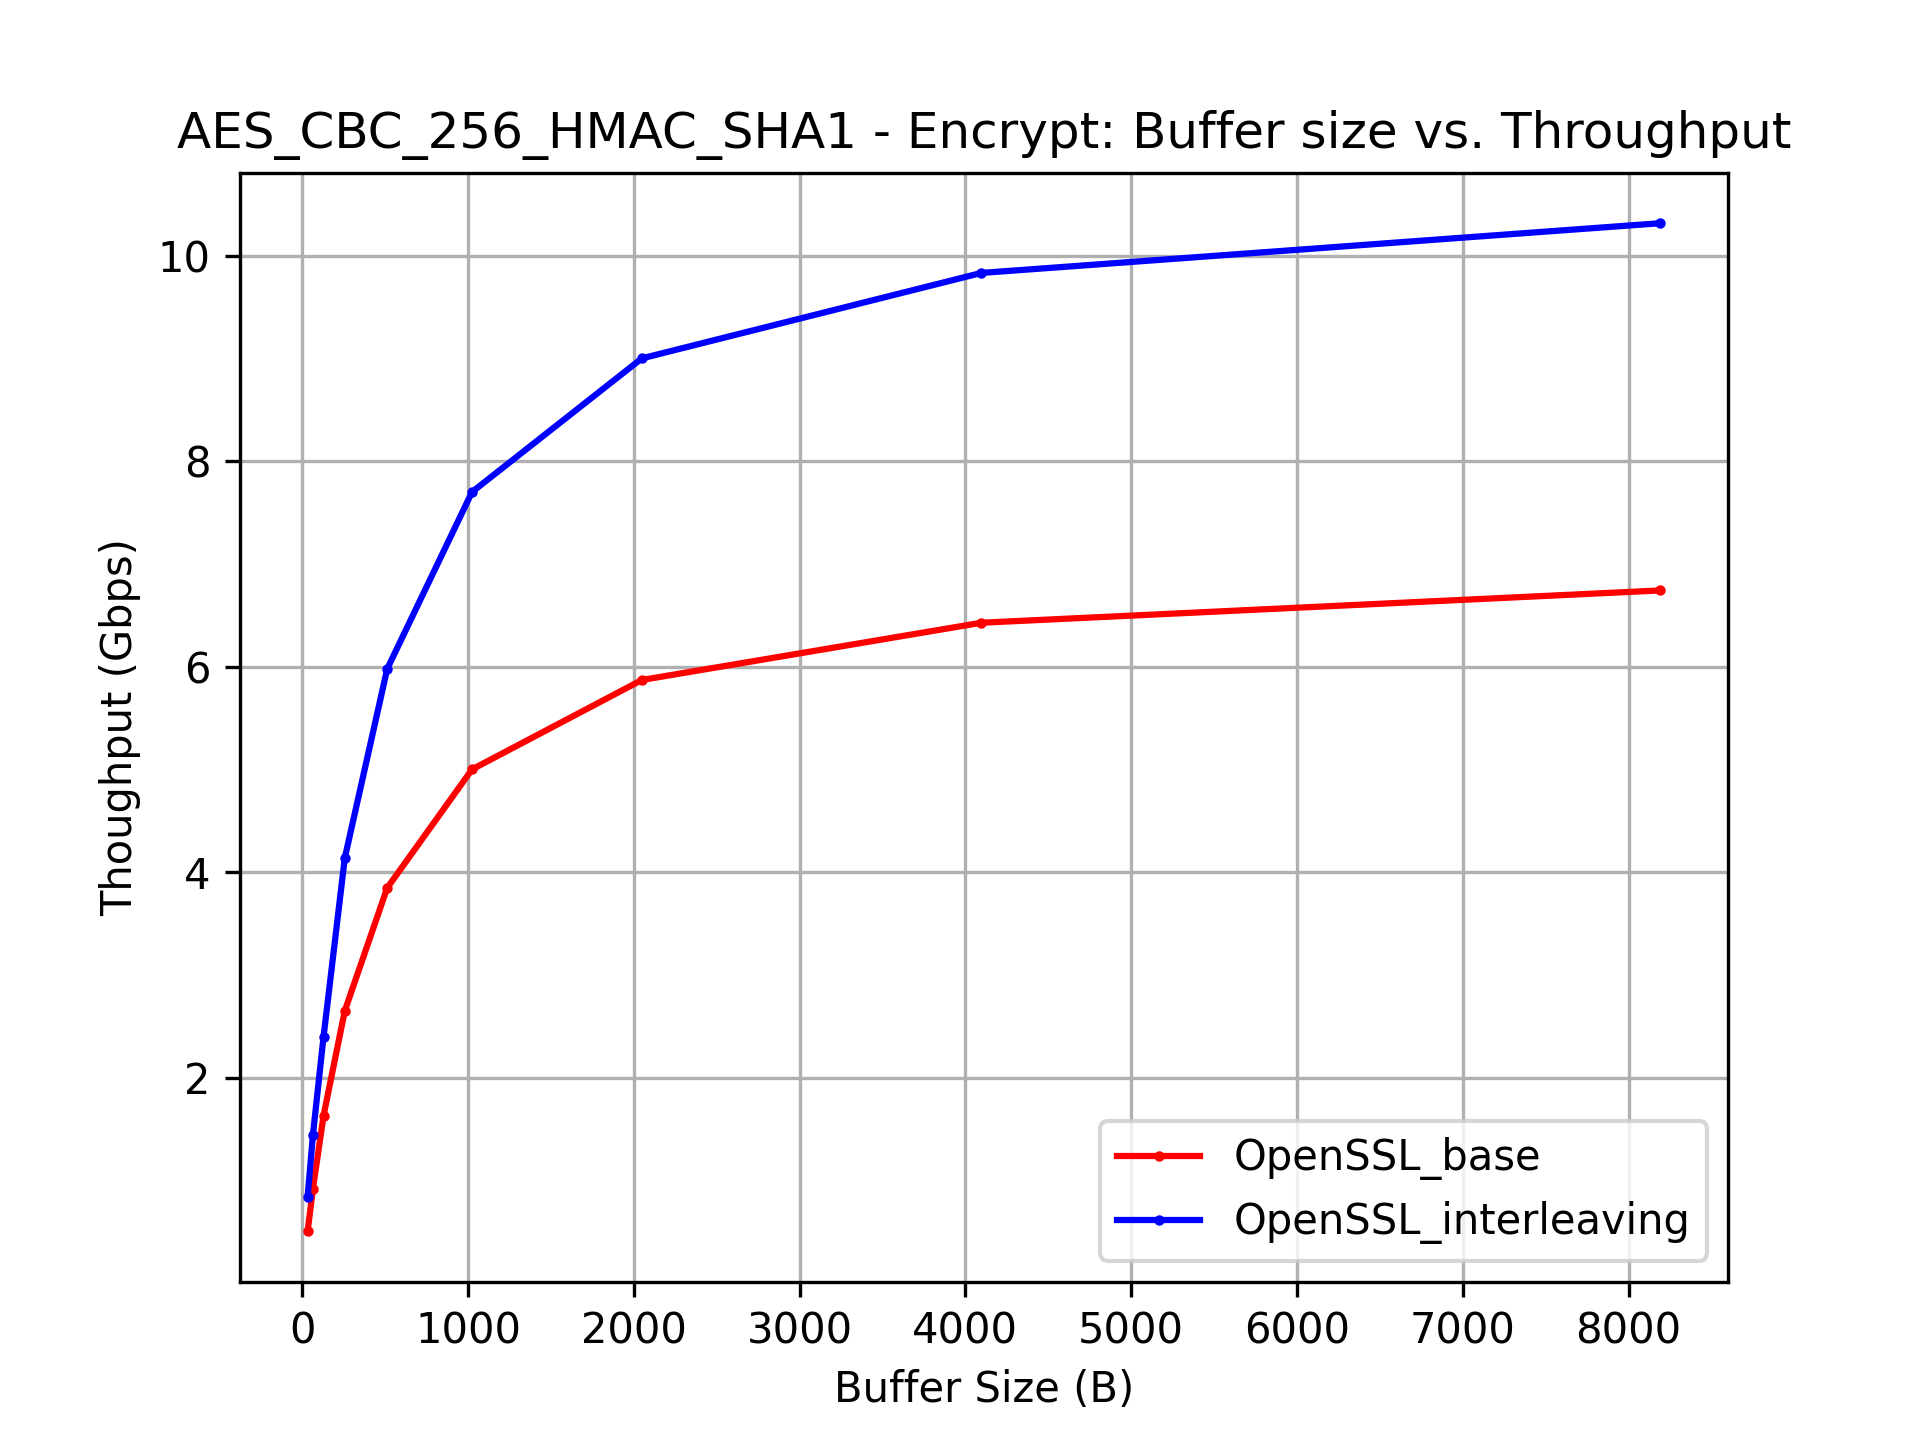 AES_CBC_256_HMAC_SHA1 - Encrypt: Buffer size vs. Throughput
10
8
6
4
2
Thoughput (Gbps)
OpenSSL_base
OpenSSL_interleaving
0 1000 2000 3000 4000 5000 6000 7000 8000
Buffer Size (B)